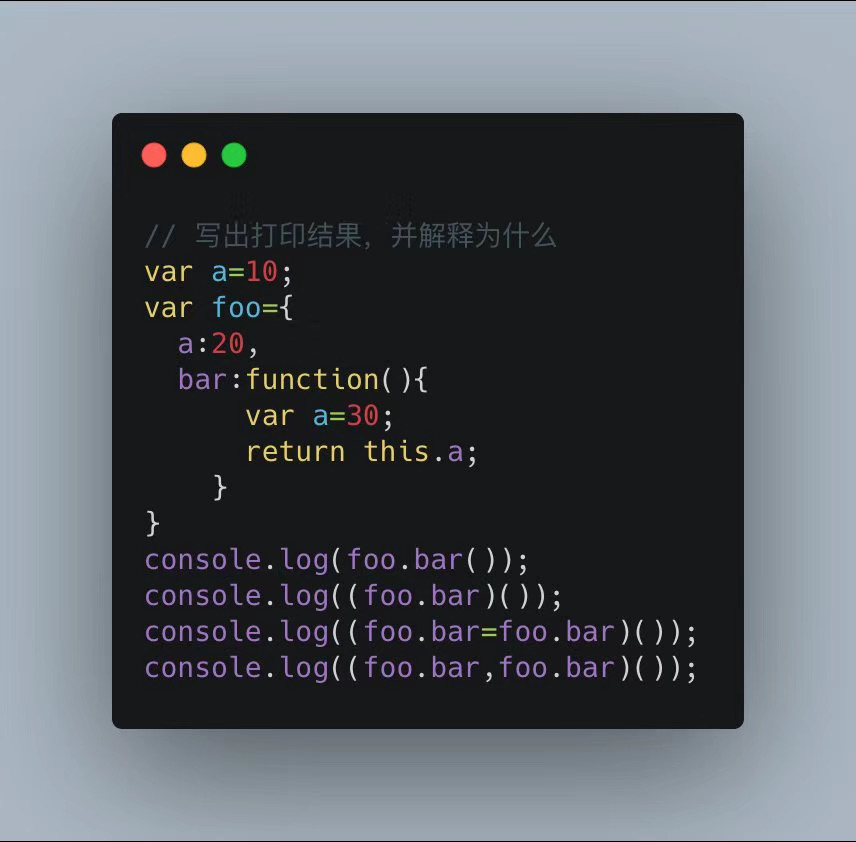 // 写出打印结果，并解释为什么
var a=10;
var foo={
  a:20,
  bar:function(){
      var a=30;
      return this.a;
    }
}
console.log(foo.bar());
console.log((foo.bar)());
console.log((foo.bar=foo.bar)());
console.log((foo.bar,foo.bar)());